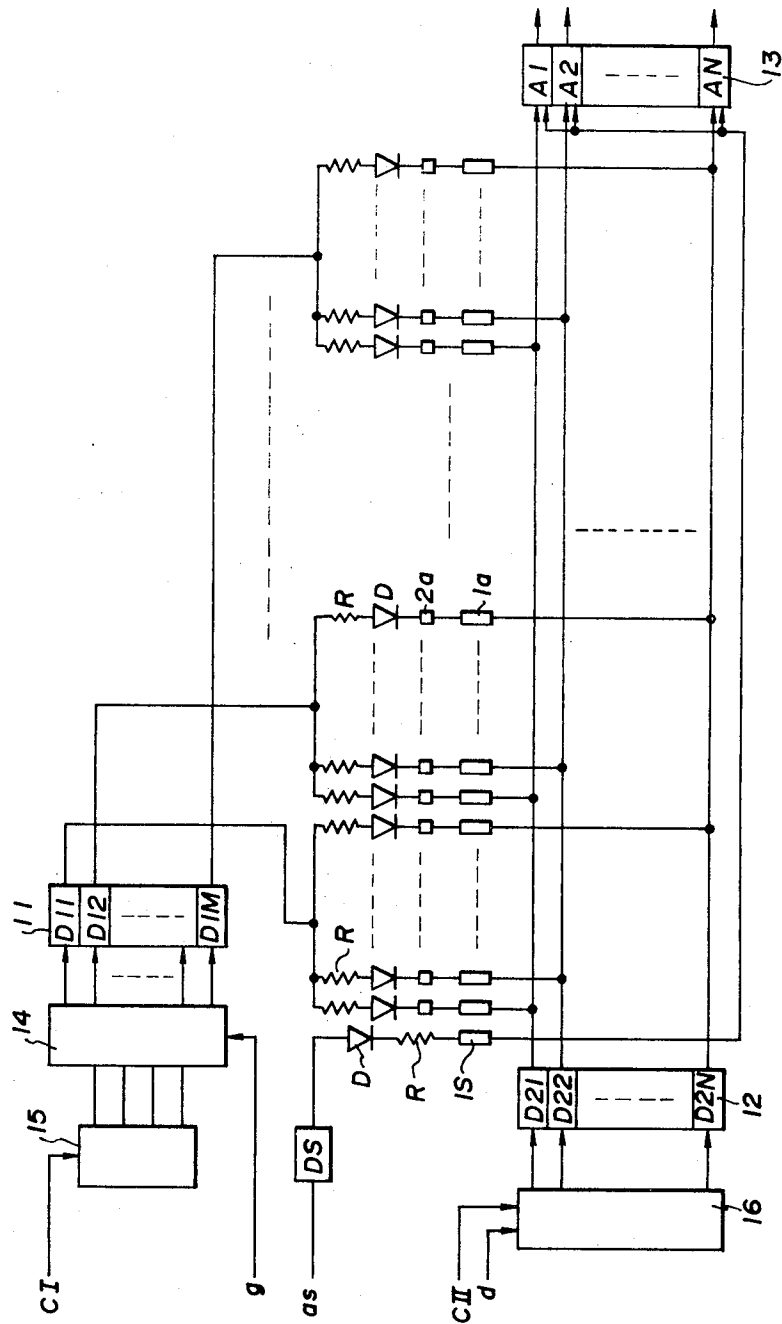 CI
15
14
g
11
D11
D12
D1M
as
DS
D
R
1S
R
R
D
2a
1a
CII
d
16
D21
D22
D2N
12
A1
A2
AN
13